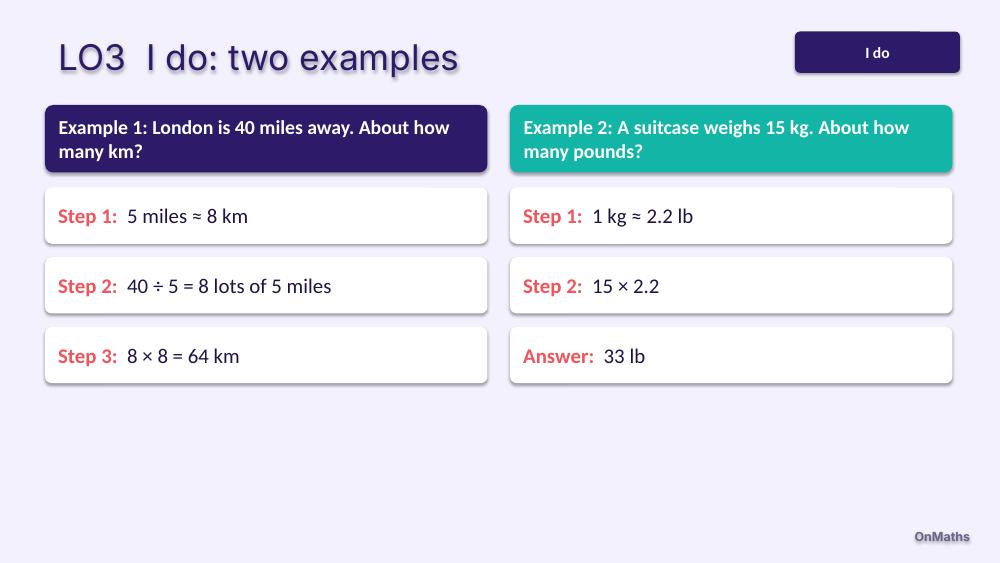 LO3 I do: two examples
I do
Example 1: London is 40 miles away. About how
many km?
Step 1: 5 miles ≈ 8 km
Step 2: 40 ÷ 5 = 8 lots of 5 miles
Step 3: 8 × 8 = 64 km
Example 2: A suitcase weighs 15 kg. About how
many pounds?
Step 1: 1 kg ≈ 2.2 lb
Step 2: 15 × 2.2
Answer: 33 lb
OnMaths